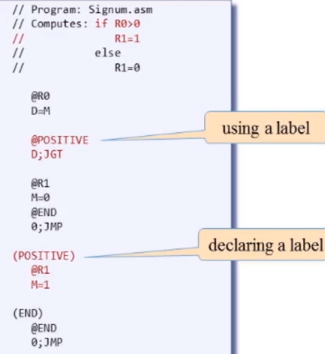 // Program: Signum.asm
// Computes: if R0>0
//              R1=1
//           else
//              R1=0
@R0
D=M
@POSITIVE
using a label
D;JGT
@R1
M=0
@END
0;JMP
(POSITIVE)
declaring a label
@R1
M=1
(END)
@END
0;JMP